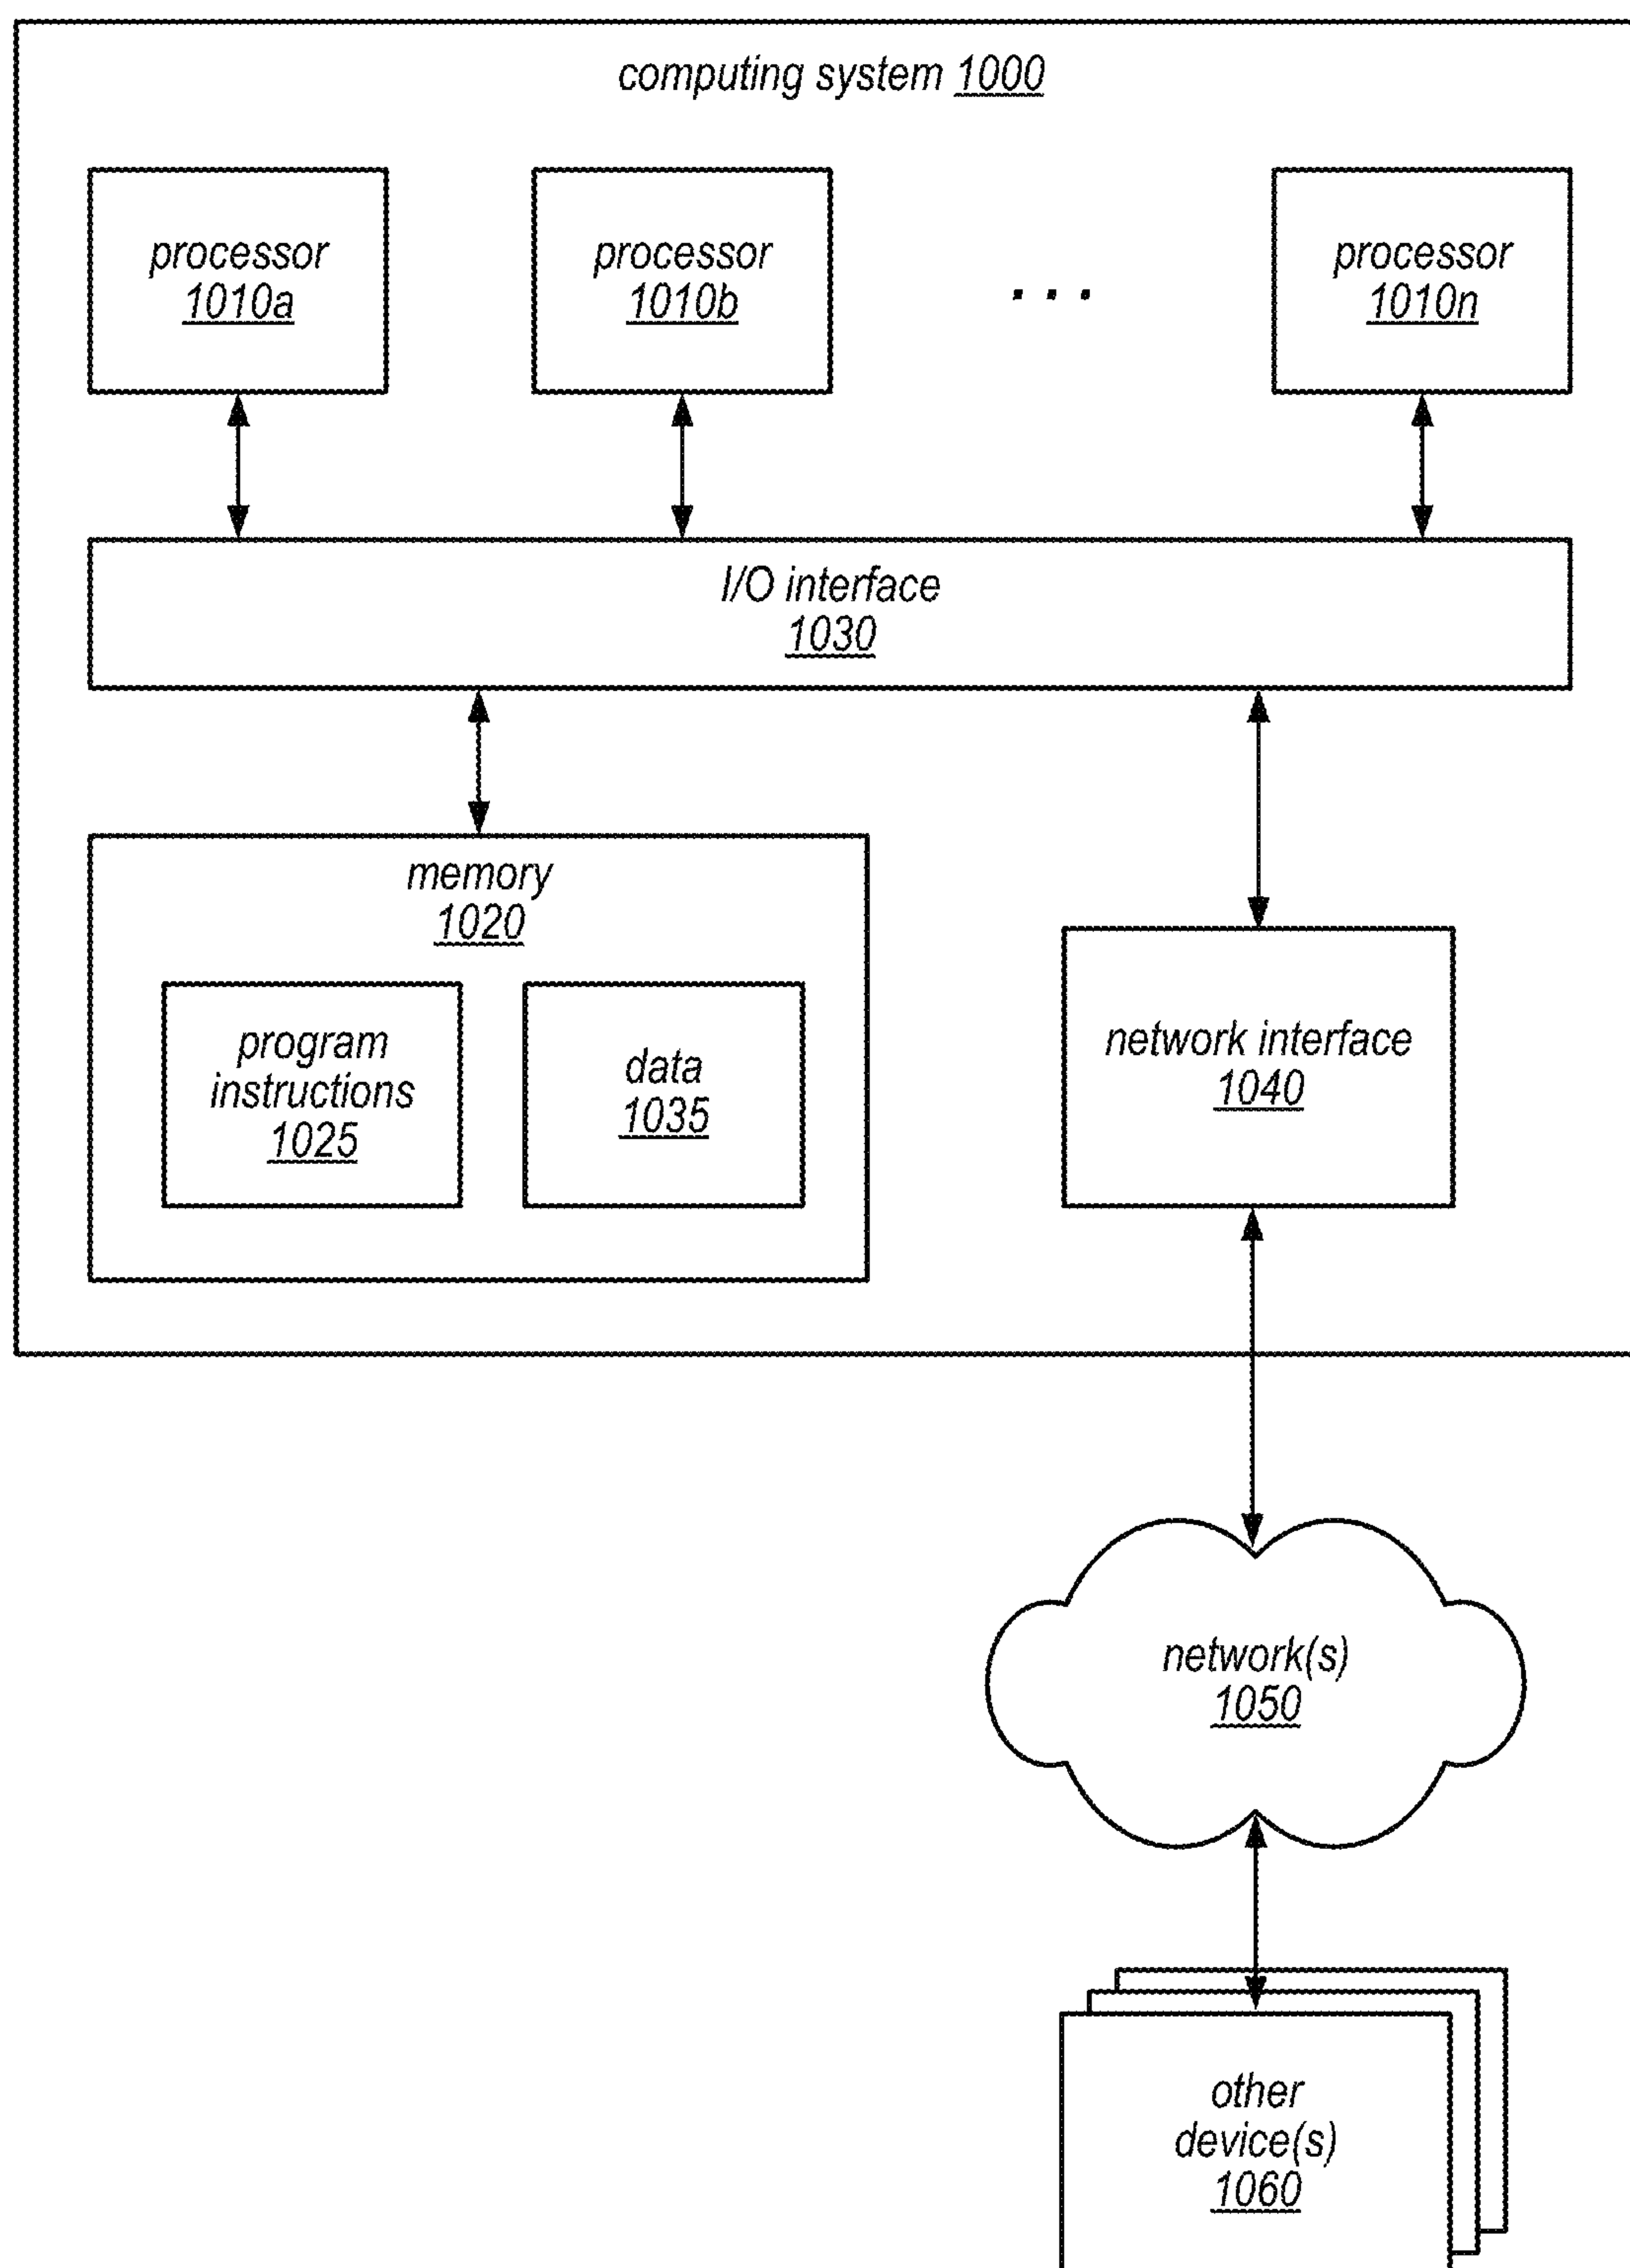 computing system 1000
processor
1010a
processor
1010b
. . .
processor
1010n
I/O interface
1030
memory
1020
program
instructions
1025
data
1035
network interface
1040
network(s)
1050
other
device(s)
1060